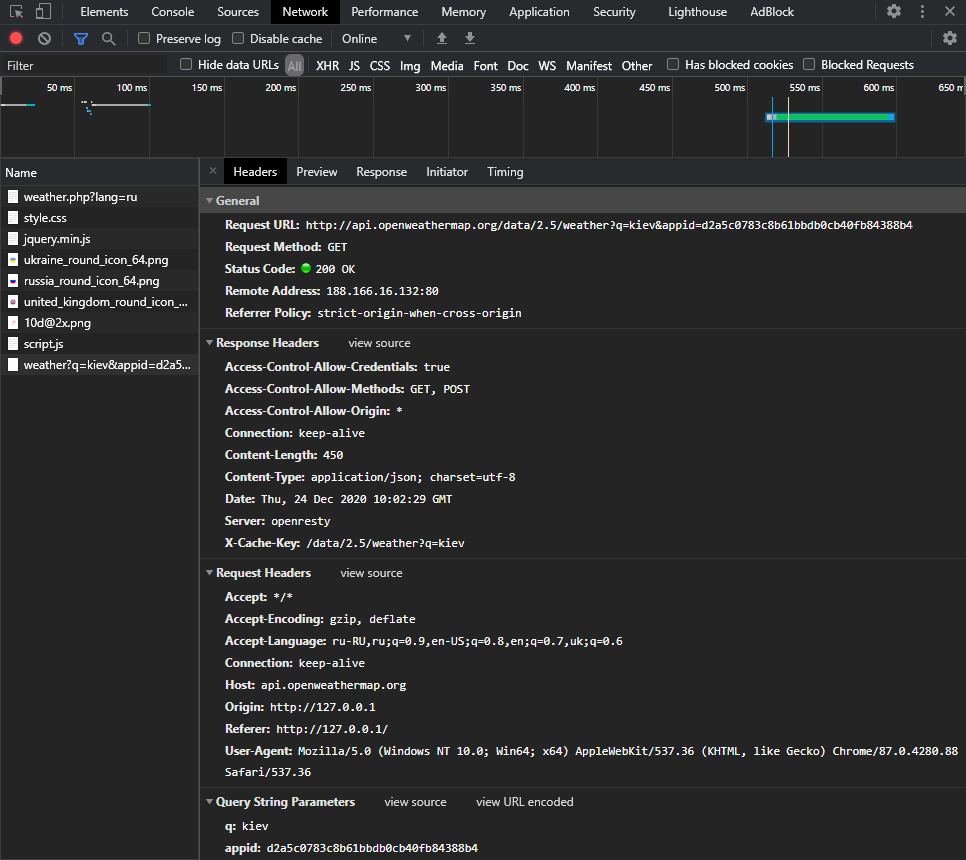 Elements Console Sources Network Performance Memory Application Security Lighthouse AdBlock
Preserve log Disable cache Online
Filter Hide data URLs All XHR JS CSS Img Media Font Doc WS Manifest Other Has blocked cookies Blocked Requests
50 ms 100 ms 150 ms 200 ms 250 ms 300 ms 350 ms 400 ms 450 ms 500 ms 550 ms 600 ms 650 m
Name
weather.php?lang=ru
style.css
jquery.min.js
ukraine_round_icon_64.png
russia_round_icon_64.png
united_kingdom_round_icon_...
10d@2x.png
script.js
weather?q=kiev&appid=d2a5...
Headers Preview Response Initiator Timing
General
Request URL: http://api.openweathermap.org/data/2.5/weather?q=kiev&appid=d2a5c0783c8b61bbdb0cb40fb84388b4
Request Method: GET
Status Code: 200 OK
Remote Address: 188.166.16.132:80
Referrer Policy: strict-origin-when-cross-origin
Response Headers view source
Access-Control-Allow-Credentials: true
Access-Control-Allow-Methods: GET, POST
Access-Control-Allow-Origin: *
Connection: keep-alive
Content-Length: 450
Content-Type: application/json; charset=utf-8
Date: Thu, 24 Dec 2020 10:02:29 GMT
Server: openresty
X-Cache-Key: /data/2.5/weather?q=kiev
Request Headers view source
Accept: */*
Accept-Encoding: gzip, deflate
Accept-Language: ru-RU,ru;q=0.9,en-US;q=0.8,en;q=0.7,uk;q=0.6
Connection: keep-alive
Host: api.openweathermap.org
Origin: http://127.0.0.1
Referer: http://127.0.0.1/
User-Agent: Mozilla/5.0 (Windows NT 10.0; Win64; x64) AppleWebKit/537.36 (KHTML, like Gecko) Chrome/87.0.4280.88
Safari/537.36
Query String Parameters view source view URL encoded
q: kiev
appid: d2a5c0783c8b61bbdb0cb40fb84388b4